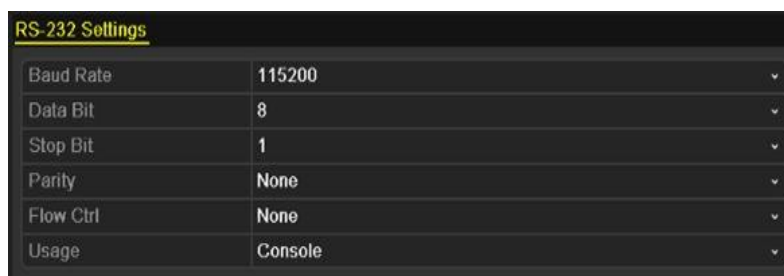 RS-232 Settings
Baud Rate 115200
Data Bit 8
Stop Bit 1
Parity None
Flow Ctrl None
Usage Console